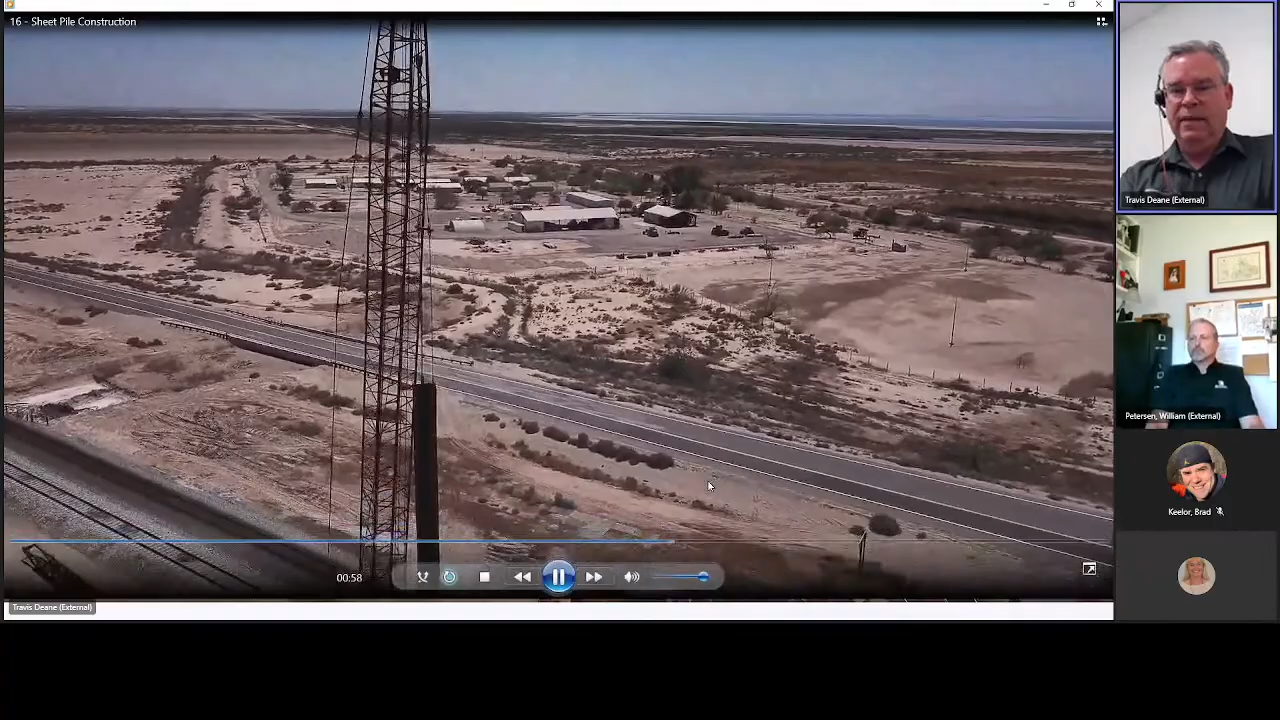 16 - Sheet Pile Construction
Travis Deane (External)
Petersen, William (External)
Keelor, Brad
00:58
Travis Deane (External)